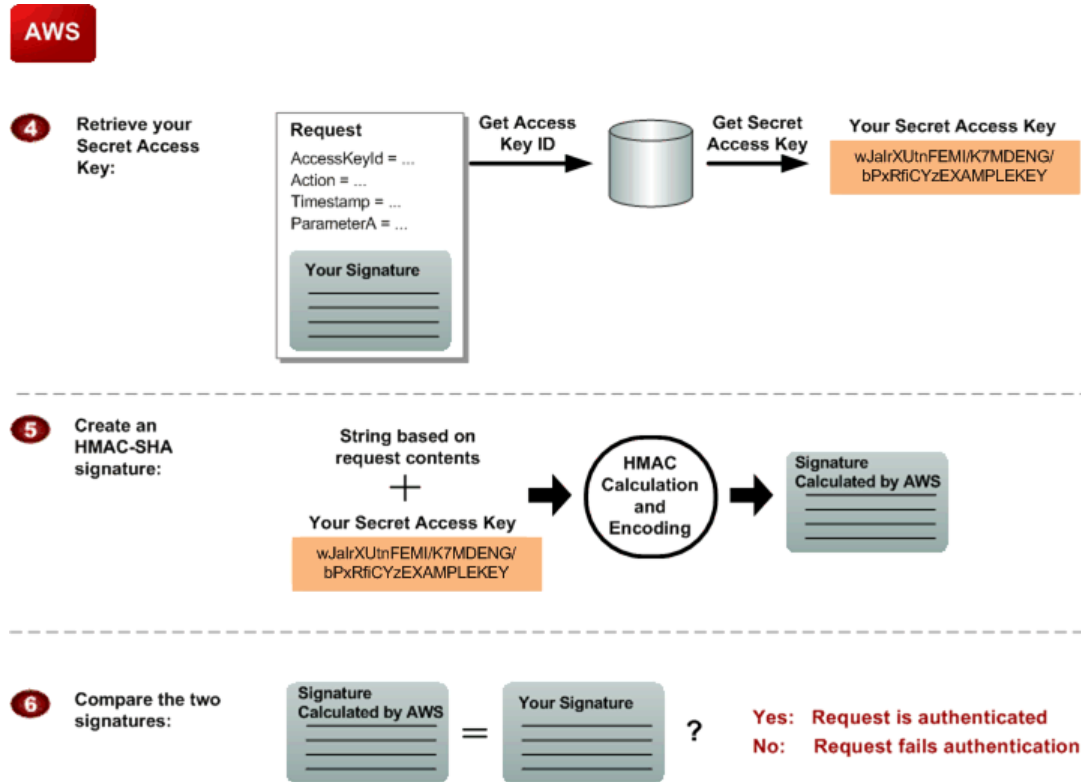 AWS
4
Retrieve your
Secret Access
Key:
Request
AccessKeyId = ...
Action = ...
Timestamp = ...
ParameterA = ...
Your Signature
Get Access
Key ID
Get Secret
Access Key
Your Secret Access Key
wJalrXUtnFEMI/K7MDENG/
bPxRfiCYzEXAMPLEKEY
5
Create an
HMAC-SHA
signature:
String based on
request contents
+
Your Secret Access Key
wJalrXUtnFEMI/K7MDENG/
bPxRfiCYzEXAMPLEKEY
HMAC
Calculation
and
Encoding
Signature
Calculated by AWS
6
Compare the two
signatures:
Signature
Calculated by AWS
=
Your Signature
?
Yes: Request is authenticated
No: Request fails authentication